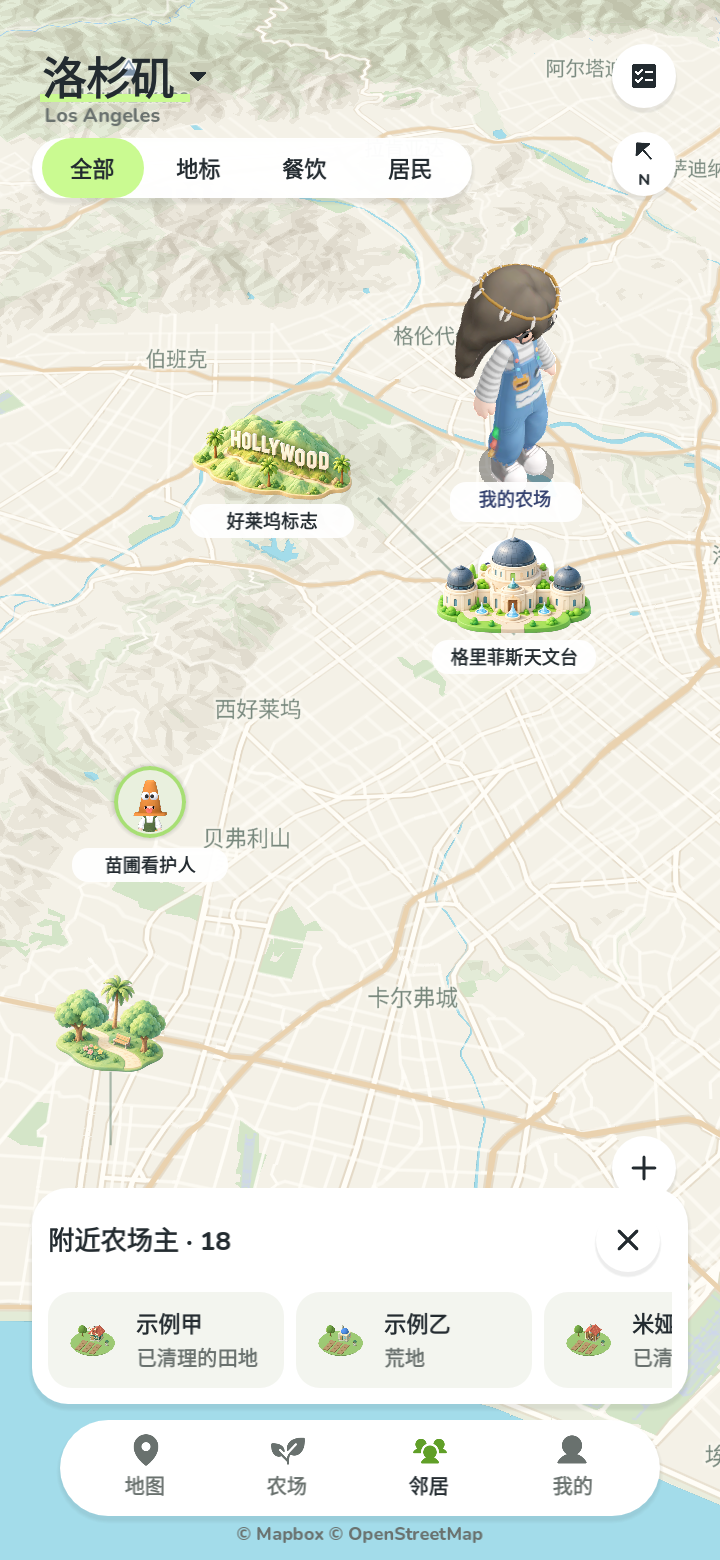 洛杉矶
Los Angeles
阿尔塔迪
全部
地标
餐饮
居民
N
萨迪纳
格伦代
伯班克
HOLLYWOOD
好莱坞标志
我的农场
格里菲斯天文台
西好莱坞
贝弗利山
苗圃看护人
卡尔弗城
附近农场主 · 18
示例甲
已清理的田地
示例乙
荒地
米娅
已清
地图
农场
邻居
我的
埃
© Mapbox © OpenStreetMap